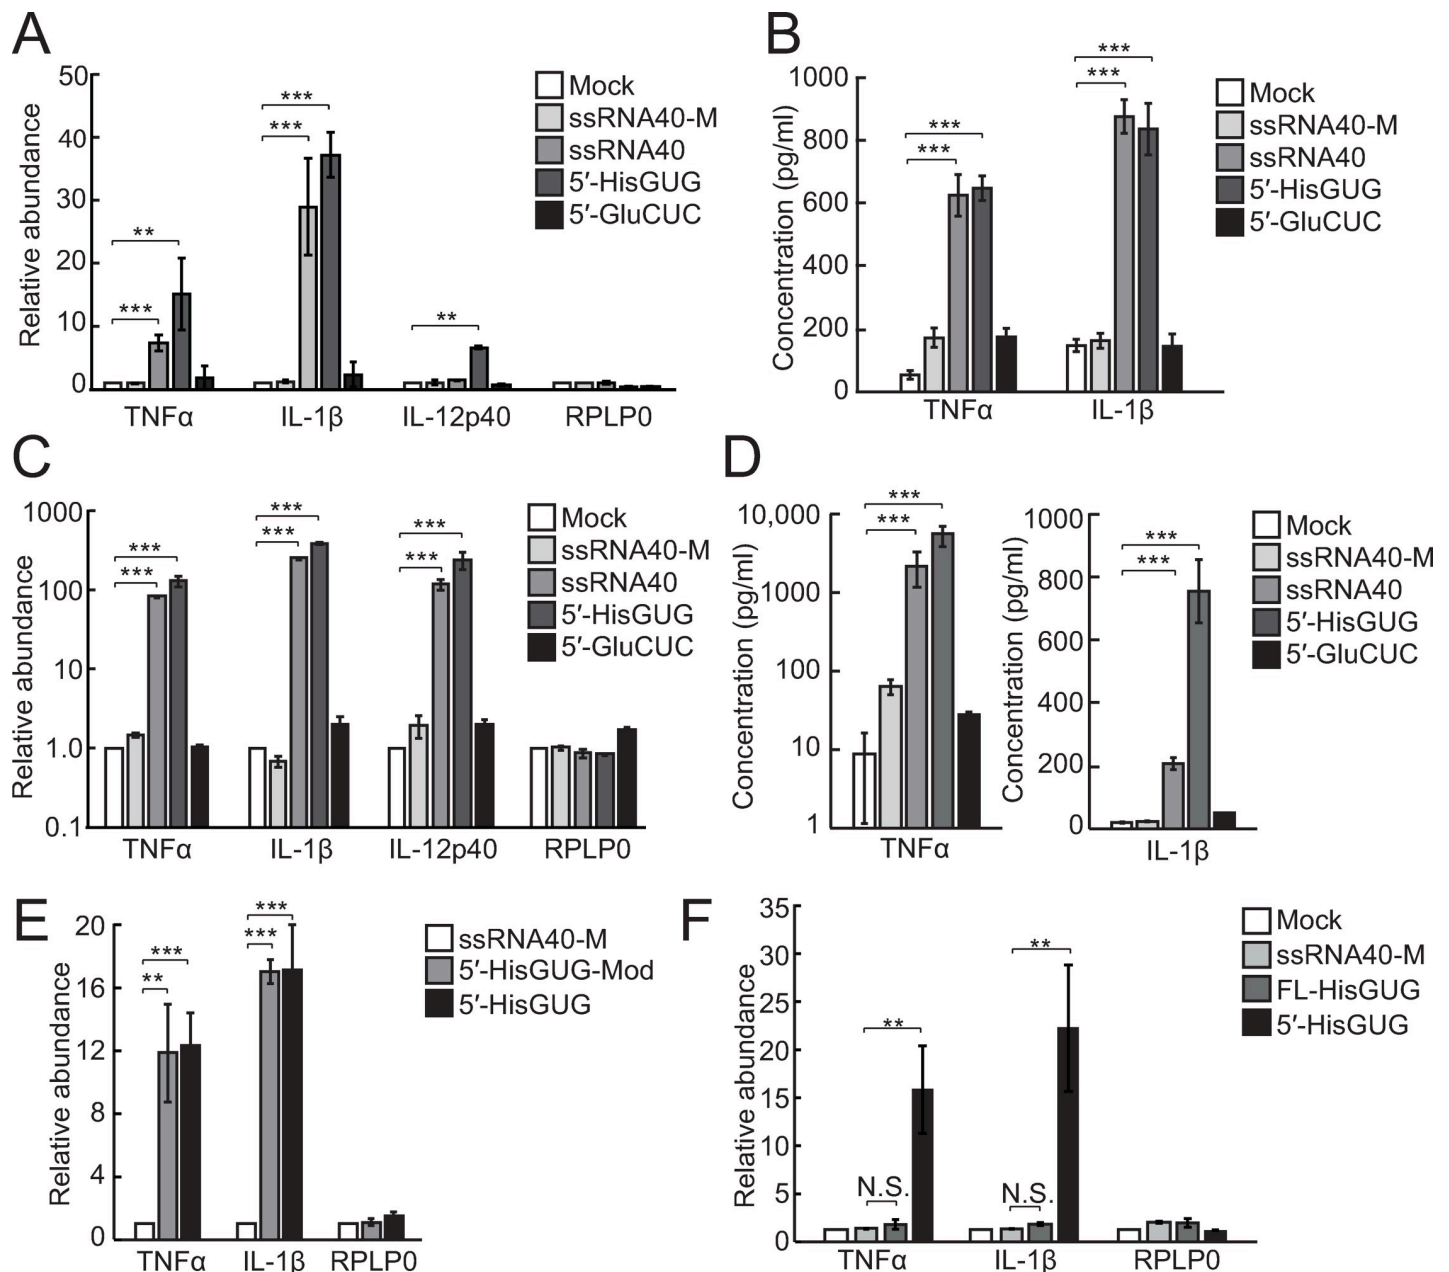 A
Relative abundance
50
40
30
20
10
0
***
**
***
***
**
TNFα
IL-1β
IL-12p40
RPLP0
Mock
ssRNA40-M
ssRNA40
5′-HisGUG
5′-GluCUC
B
Concentration (pg/ml)
1000
800
600
400
200
0
***
***
***
***
TNFα
IL-1β
Mock
ssRNA40-M
ssRNA40
5′-HisGUG
5′-GluCUC
C
Relative abundance
1000
100
10
1.0
0.1
***
***
***
***
***
***
TNFα
IL-1β
IL-12p40
RPLP0
Mock
ssRNA40-M
ssRNA40
5′-HisGUG
5′-GluCUC
D
Concentration (pg/ml)
10,000
1000
100
10
1
***
***
TNFα
Concentration (pg/ml)
1000
800
600
400
200
0
***
***
IL-1β
Mock
ssRNA40-M
ssRNA40
5′-HisGUG
5′-GluCUC
E
Relative abundance
20
16
12
8
4
0
***
**
***
***
TNFα
IL-1β
RPLP0
ssRNA40-M
5′-HisGUG-Mod
5′-HisGUG
F
Relative abundance
35
30
25
20
15
10
5
0
**
N.S.
**
N.S.
TNFα
IL-1β
RPLP0
Mock
ssRNA40-M
FL-HisGUG
5′-HisGUG